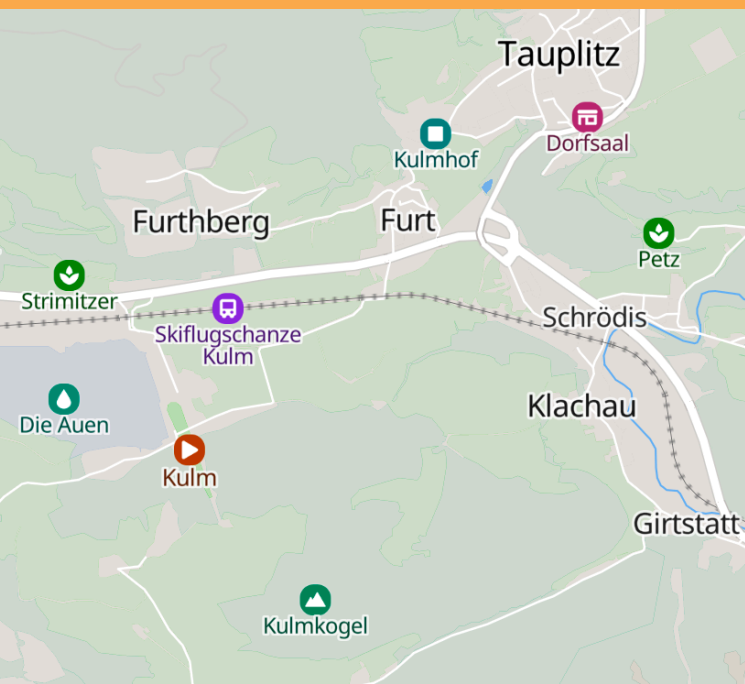 Tauplitz
Dorfsaal
Kulmhof
Furthberg
Furt
Petz
Strimitzer
Schrödis
Skiflugschanze
Kulm
Klachau
Die Auen
Kulm
Girtstatt
Kulmkogel